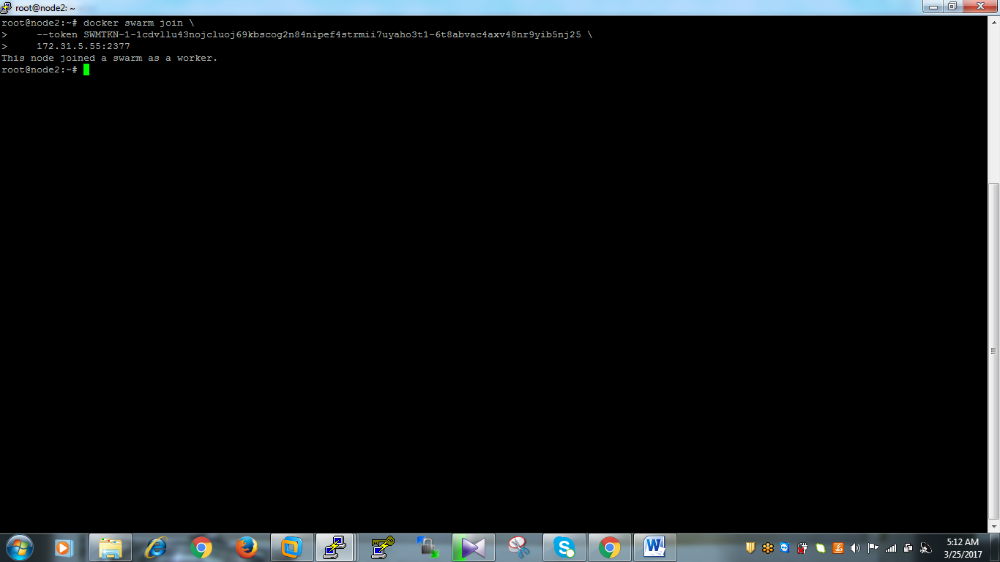 root@node2: ~
root@node2:~# docker swarm join \
>     --token SWMTKN-1-1cdvllu43nojcluoj69kbscog2n84nipef4strmii7uyaho3t1-6t8abvac4axv48nr9yib5nj25 \
>     172.31.5.55:2377
This node joined a swarm as a worker.
root@node2:~#
5:12 AM
3/25/2017